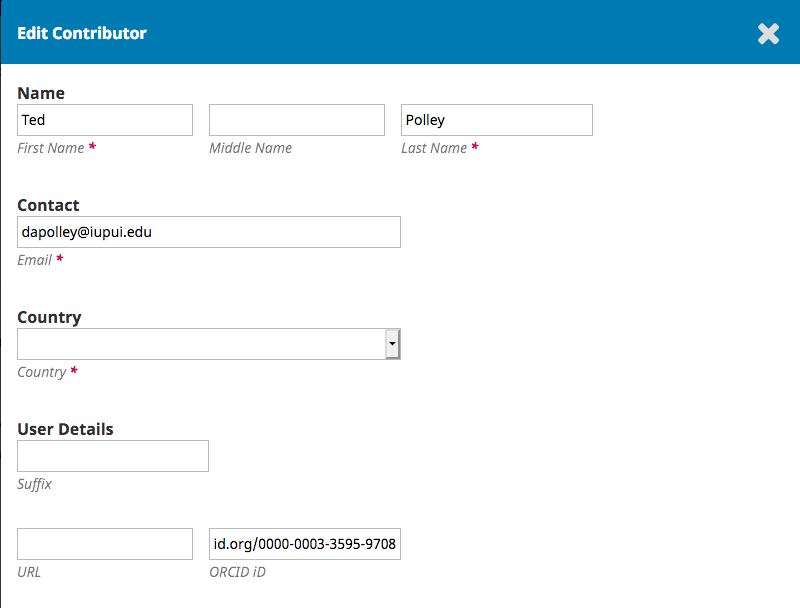 Edit Contributor
Name
Ted Polley
First Name * Middle Name Last Name *
Contact
dapolley@iupui.edu
Email *
Country
Country *
User Details
Suffix
id.org/0000-0003-3595-9708
URL ORCID iD